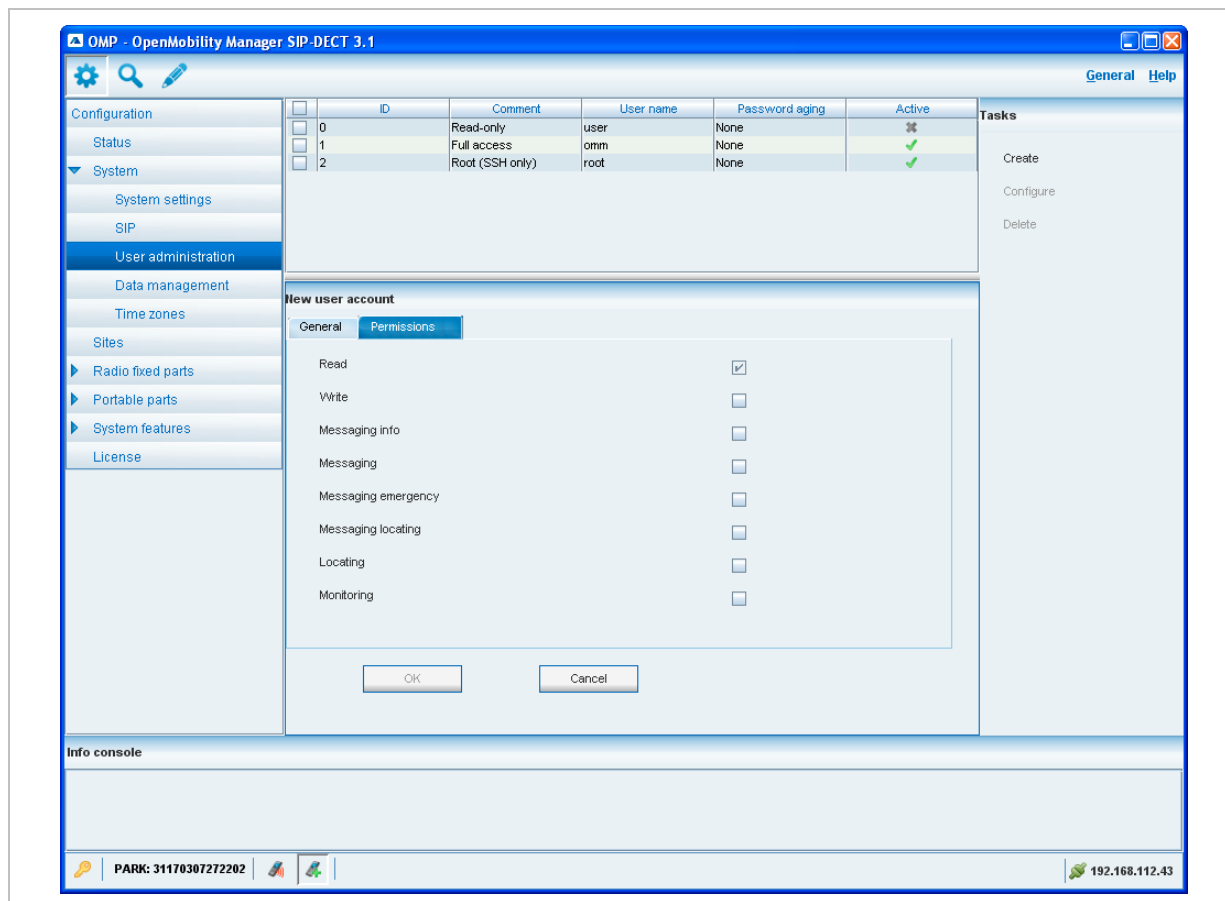 OMP - OpenMobility Manager SIP-DECT 3.1
General Help
Configuration
Status
System
System settings
SIP
User administration
Data management
Time zones
Sites
Radio fixed parts
Portable parts
System features
License
ID Comment User name Password aging Active
0 Read-only user None
1 Full access omm None
2 Root (SSH only) root None
Tasks
Create
Configure
Delete
New user account
General Permissions
Read
Write
Messaging info
Messaging
Messaging emergency
Messaging locating
Locating
Monitoring
OK Cancel
Info console
PARK: 31170307272202
192.168.112.43